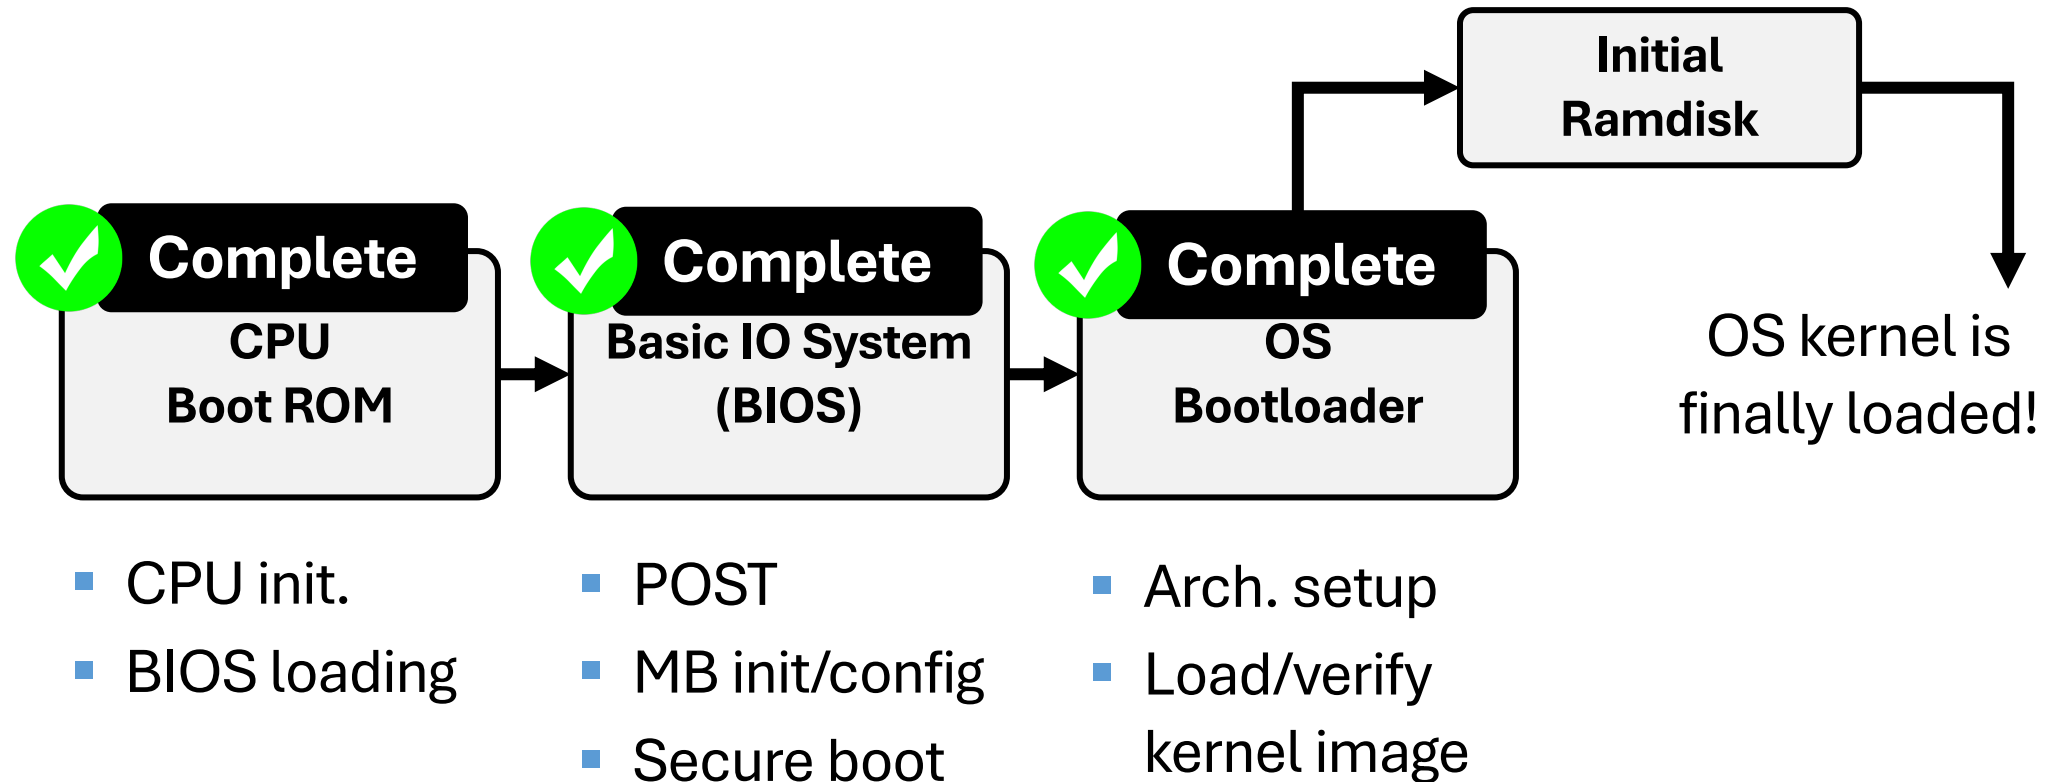 Initial
Ramdisk
Complete
CPU
Boot ROM
Complete
Basic IO System
(BIOS)
Complete
OS
Bootloader
OS kernel is
finally loaded!
CPU init.
BIOS loading
POST
MB init/config
Secure boot
Arch. setup
Load/verify
kernel image